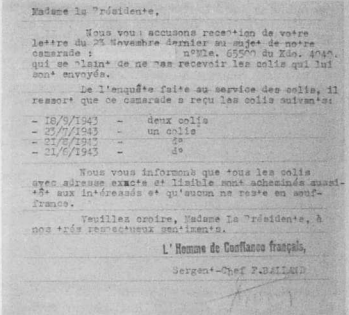 Madame la Présidente,
Nous vous accusons reception de votre
lettre du 23 Novembre dernier au sujet de notre
camarade : n°Mle. 65500 du Kdo. 4040.
qui se plaint de ne pas recevoir les colis qui lui
sont envoyés.
De l'enquête faite au service des colis, il
ressort que ce camarade a reçu les colis suivants:
- 18/9/1943 - deux colis
- 23/7/1943 - un colis
- 21/8/1943 - do
- 21/6/1943 - do
Nous vous informons que tous les colis
avec adresse exacte et lisible sont acheminés aussi-
tôt aux intéressés et qu'aucun ne reste en souf-
france.
Veuillez croire, Madame La Présidente, à
nos très respectueux sentiments.
L'Homme de Confiance français,
Sergent-Chef